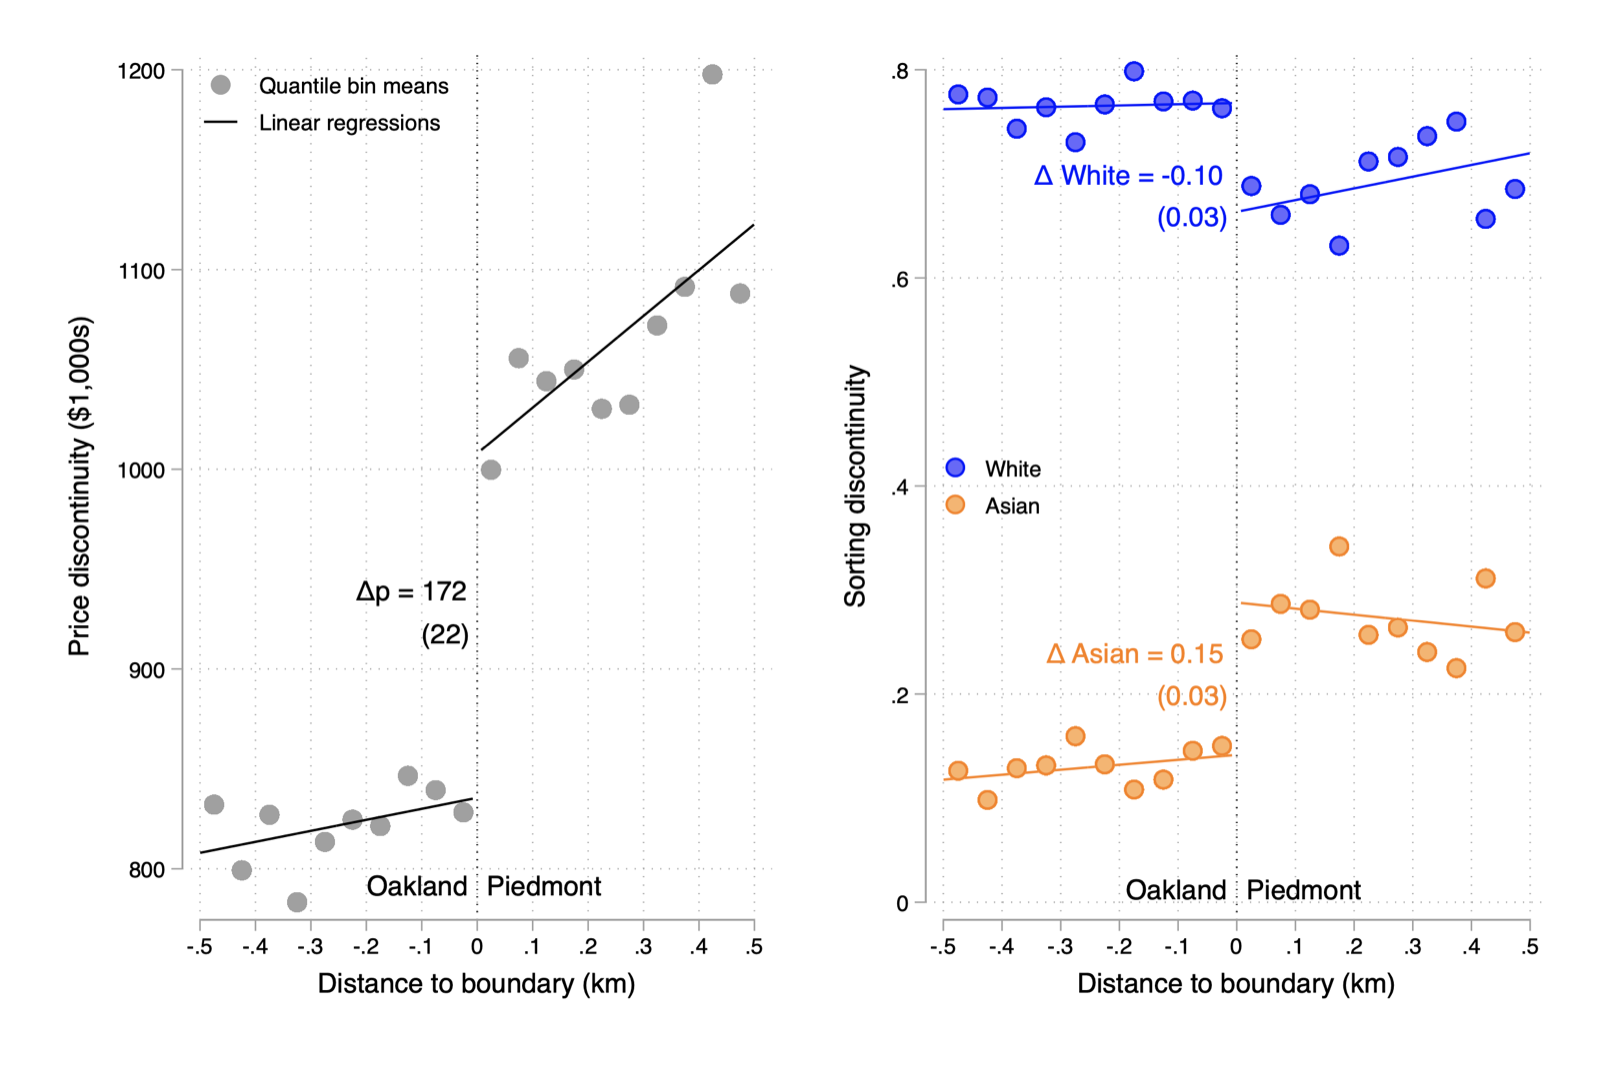 Price discontinuity ($1,000s)
1200
1100
1000
900
800
Quantile bin means
Linear regressions
Δp = 172
(22)
Oakland
Piedmont
-.5 -.4 -.3 -.2 -.1 0 .1 .2 .3 .4 .5
Distance to boundary (km)
Sorting discontinuity
.8
.6
.4
.2
0
Δ White = -0.10
(0.03)
White
Asian
Δ Asian = 0.15
(0.03)
Oakland
Piedmont
-.5 -.4 -.3 -.2 -.1 0 .1 .2 .3 .4 .5
Distance to boundary (km)